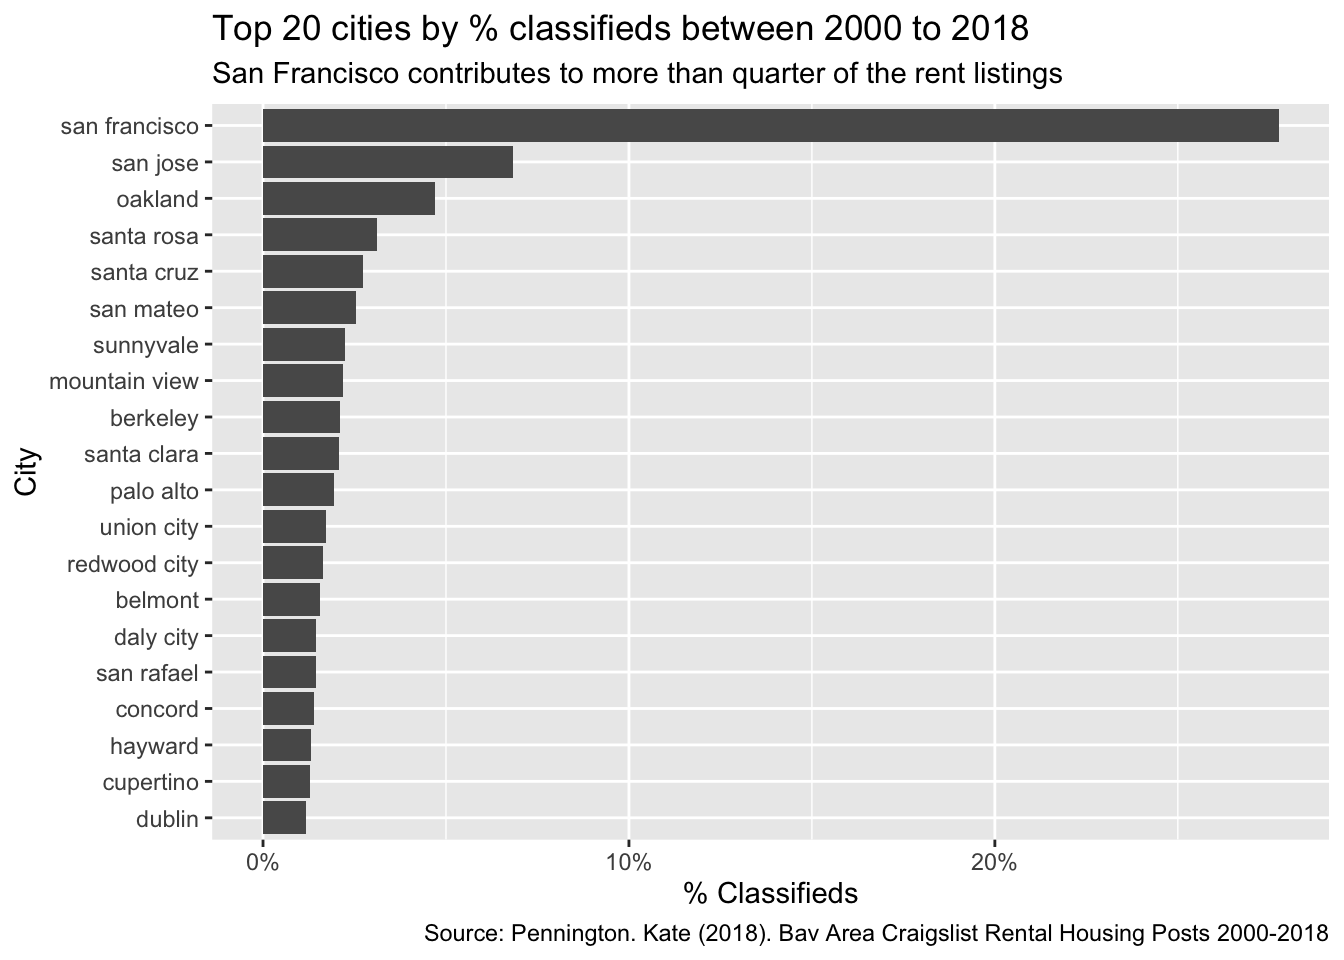 Top 20 cities by % classifieds between 2000 to 2018
San Francisco contributes to more than quarter of the rent listings
san francisco
san jose
oakland
santa rosa
santa cruz
san mateo
sunnyvale
mountain view
berkeley
santa clara
palo alto
union city
redwood city
belmont
daly city
san rafael
concord
hayward
cupertino
dublin
City
0% 10% 20%
% Classifieds
Source: Pennington. Kate (2018). Bay Area Craigslist Rental Housing Posts 2000-2018